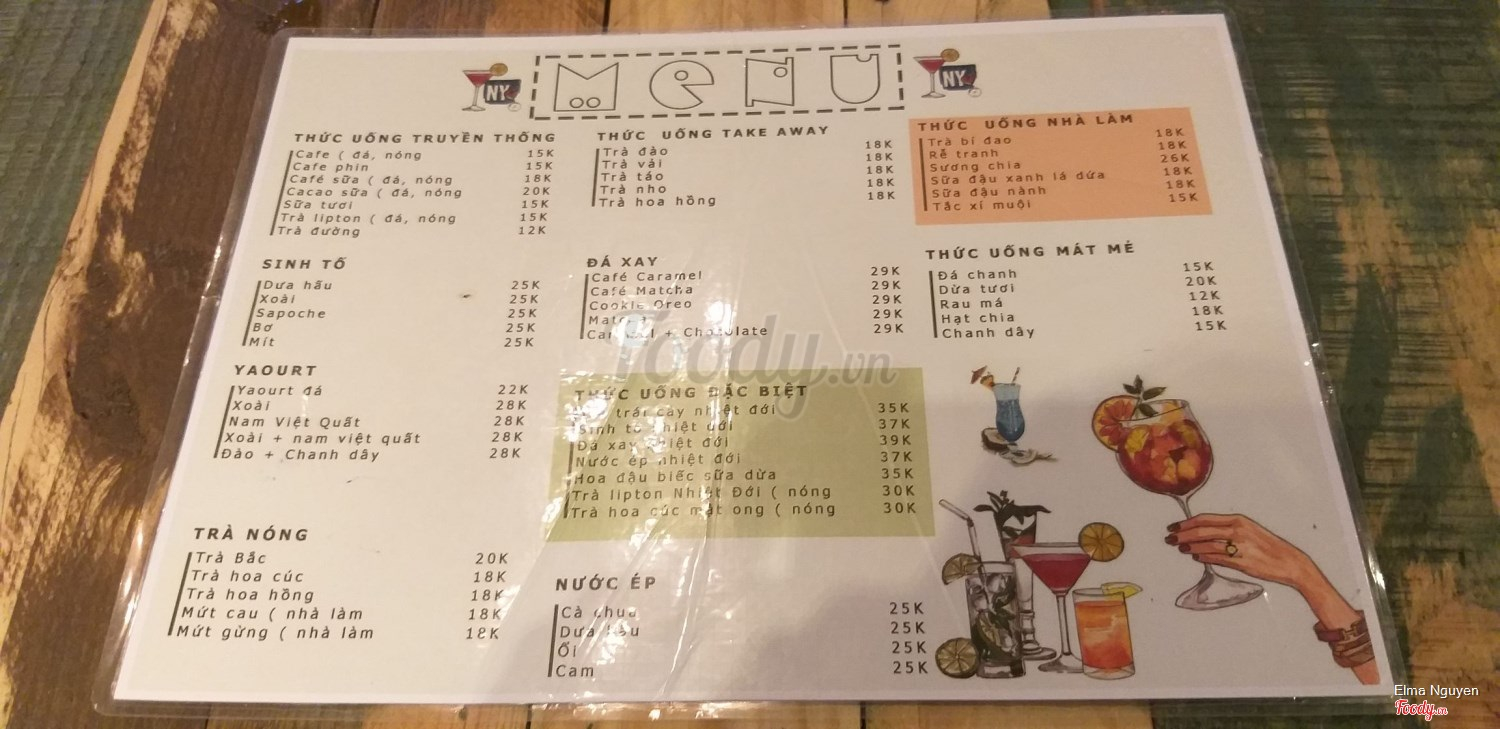 NY
MENU
NY
THỨC UỐNG TRUYỀN THỐNG
Cafe ( đá, nóng 15K
Cafe phin 15K
Café sữa ( đá, nóng 18K
Cacao sữa ( đá, nóng 20K
Sữa tươi 15K
Trà lipton ( đá, nóng 15K
Trà đường 12K
SINH TỐ
Dưa hấu 25K
Xoài 25K
Sapoche 25K
Bơ 25K
Mít 25K
YAOURT
Yaourt đá 22K
Xoài 28K
Nam Việt Quất 28K
Xoài + nam việt quất 28K
Đào + Chanh dây 28K
TRÀ NÓNG
Trà Bắc 20K
Trà hoa cúc 18K
Trà hoa hồng 18K
Mứt cau ( nhà làm 18K
Mứt gừng ( nhà làm 18K
THỨC UỐNG TAKE AWAY
Trà đào 18K
Trà vải 18K
Trà táo 18K
Trà nho 18K
Trà hoa hồng 18K
ĐÁ XAY
Café Caramel 29K
Café Matcha 29K
Cookie Oreo 29K
Matcha 29K
Caramel + Chocolate 29K
THỨC UỐNG ĐẶC BIỆT
trái cây nhiệt đới 35K
Sinh tố nhiệt đới 37K
Đá xay nhiệt đới 39K
Nước ép nhiệt đới 37K
Hoa đậu biếc sữa dừa 35K
Trà lipton Nhiệt Đới ( nóng 30K
Trà hoa cúc mật ong ( nóng 30K
NƯỚC ÉP
Cà chua 25K
Dưa hấu 25K
Ổi 25K
Cam 25K
THỨC UỐNG NHÀ LÀM
Trà bí đao 18K
Rễ tranh 18K
Sương chia 26K
Sữa đậu xanh lá dứa 18K
Sữa đậu nành 18K
Tắc xí muội 15K
THỨC UỐNG MÁT MẺ
Đá chanh 15K
Dừa tươi 20K
Rau má 12K
Hạt chia 18K
Chanh dây 15K
Foody.vn
Elma Nguyen
Foody.vn